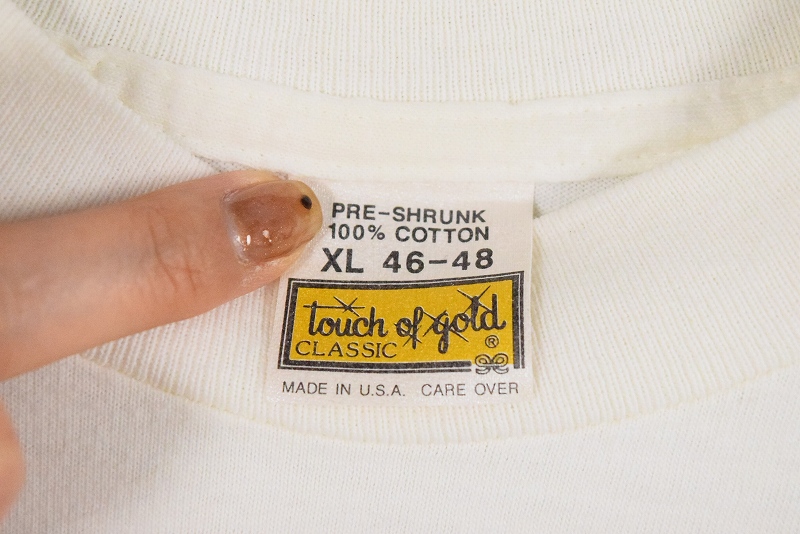 PRE-SHRUNK
100% COTTON
XL 46-48
touch of gold
CLASSIC ®
MADE IN U.S.A. CARE OVER